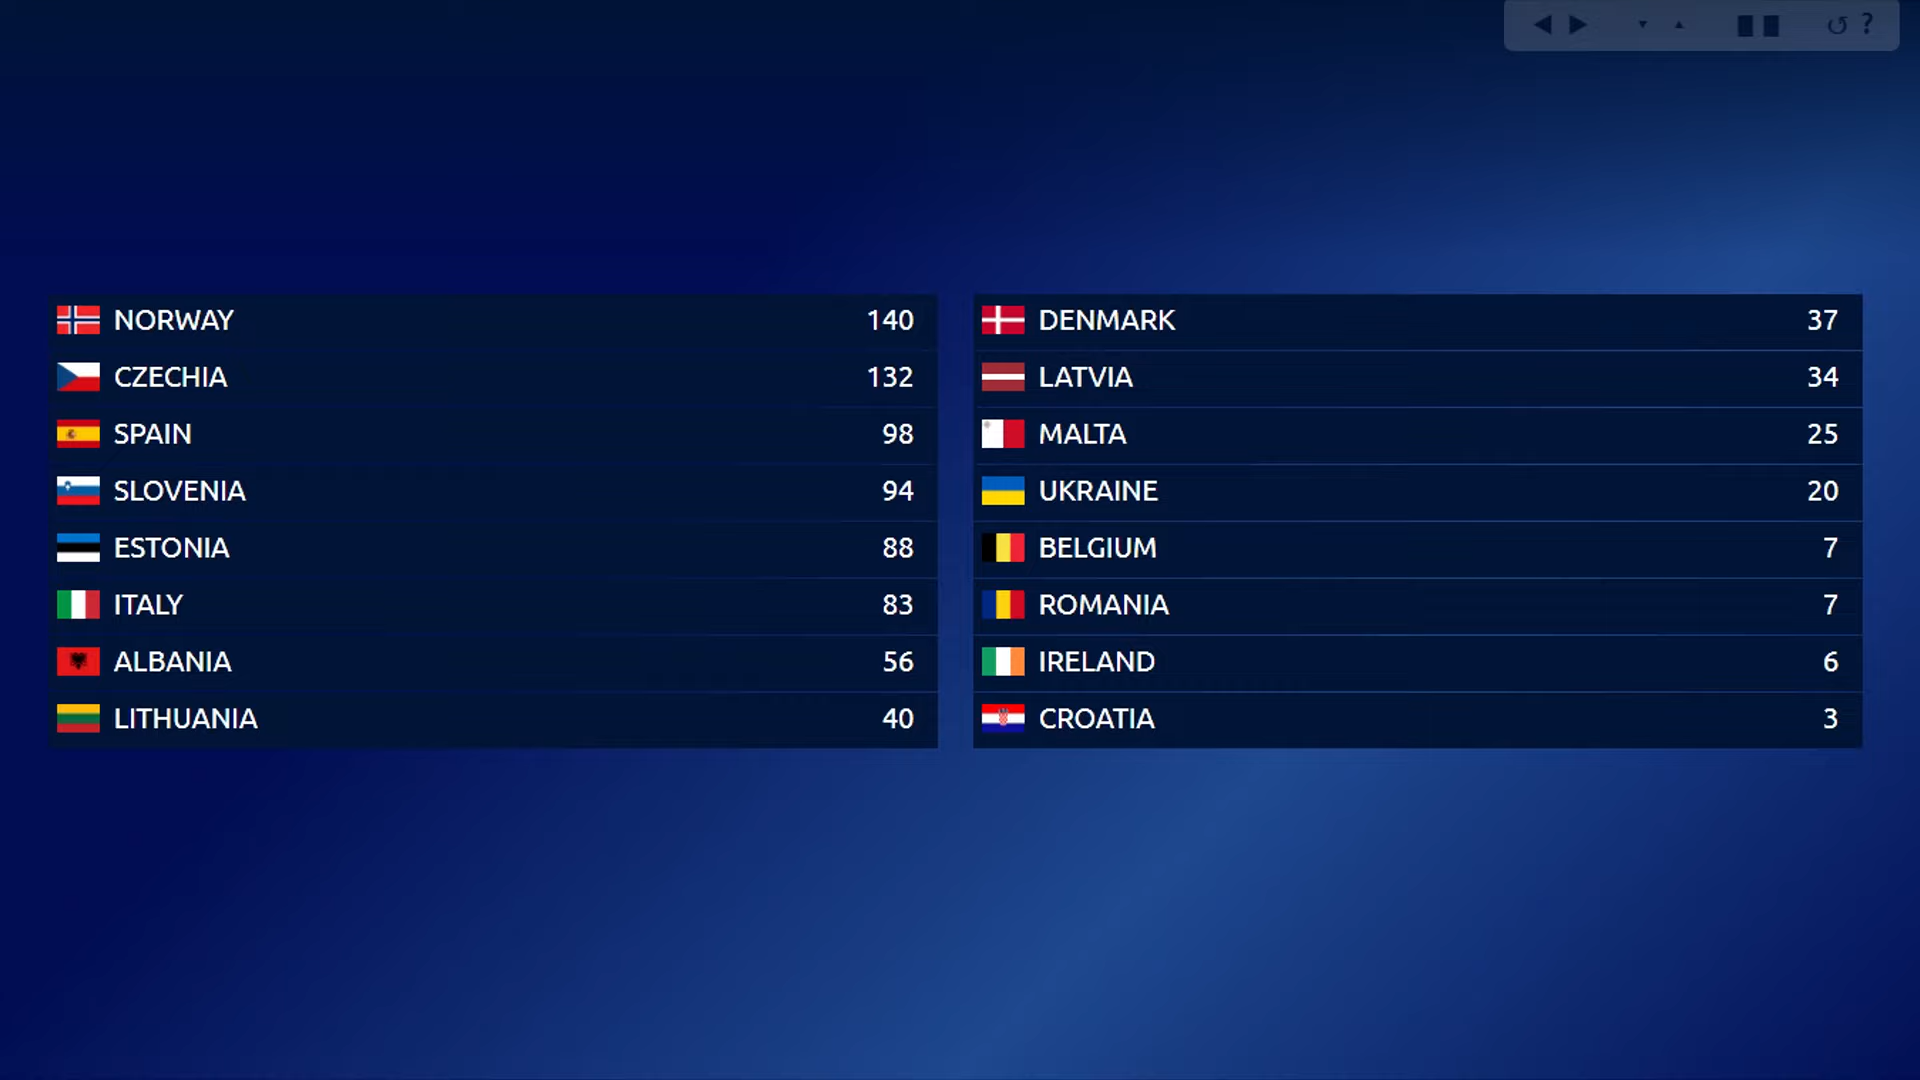 ?
NORWAY 140
CZECHIA 132
SPAIN 98
SLOVENIA 94
ESTONIA 88
ITALY 83
ALBANIA 56
LITHUANIA 40
DENMARK 37
LATVIA 34
MALTA 25
UKRAINE 20
BELGIUM 7
ROMANIA 7
IRELAND 6
CROATIA 3